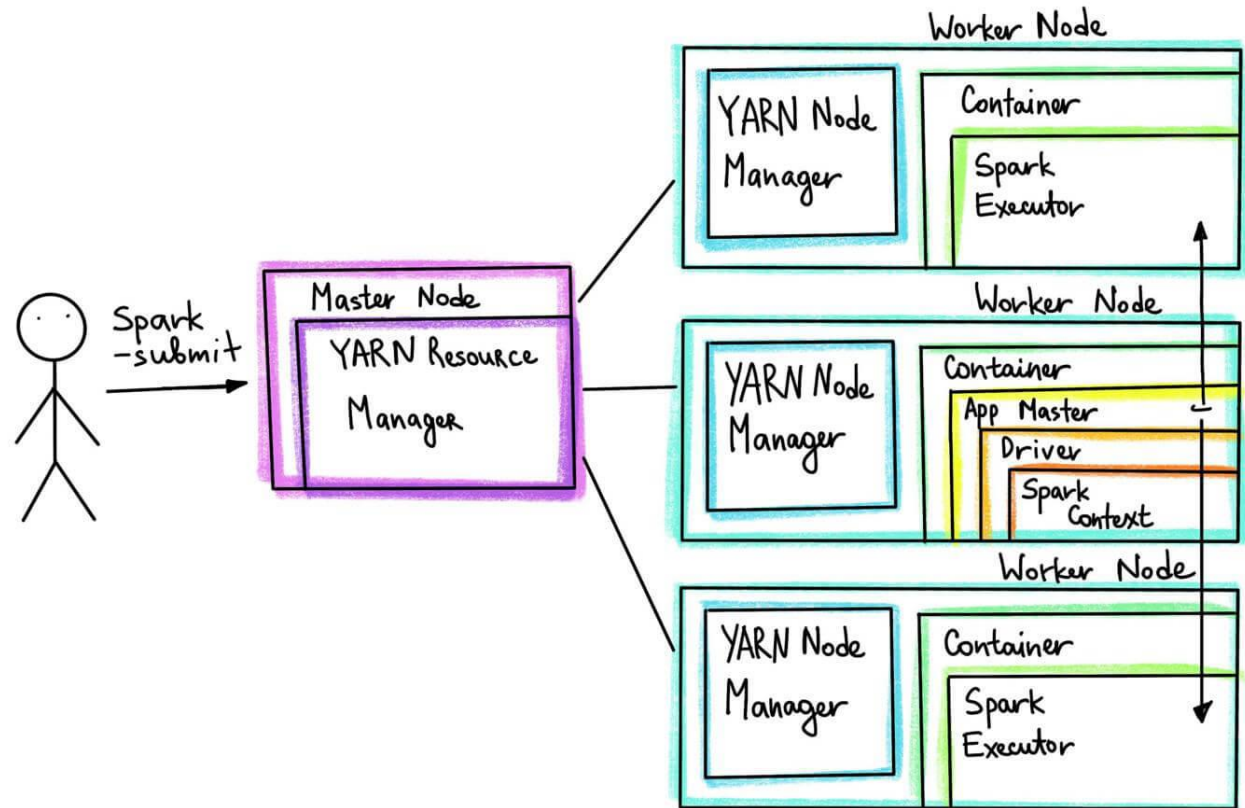 Spark
-submit
Master Node
YARN Resource
Manager
Worker Node
YARN Node
Manager
Container
Spark
Executor
Worker Node
YARN Node
Manager
Container
App Master
Driver
Spark
Context
Worker Node
YARN Node
Manager
Container
Spark
Executor